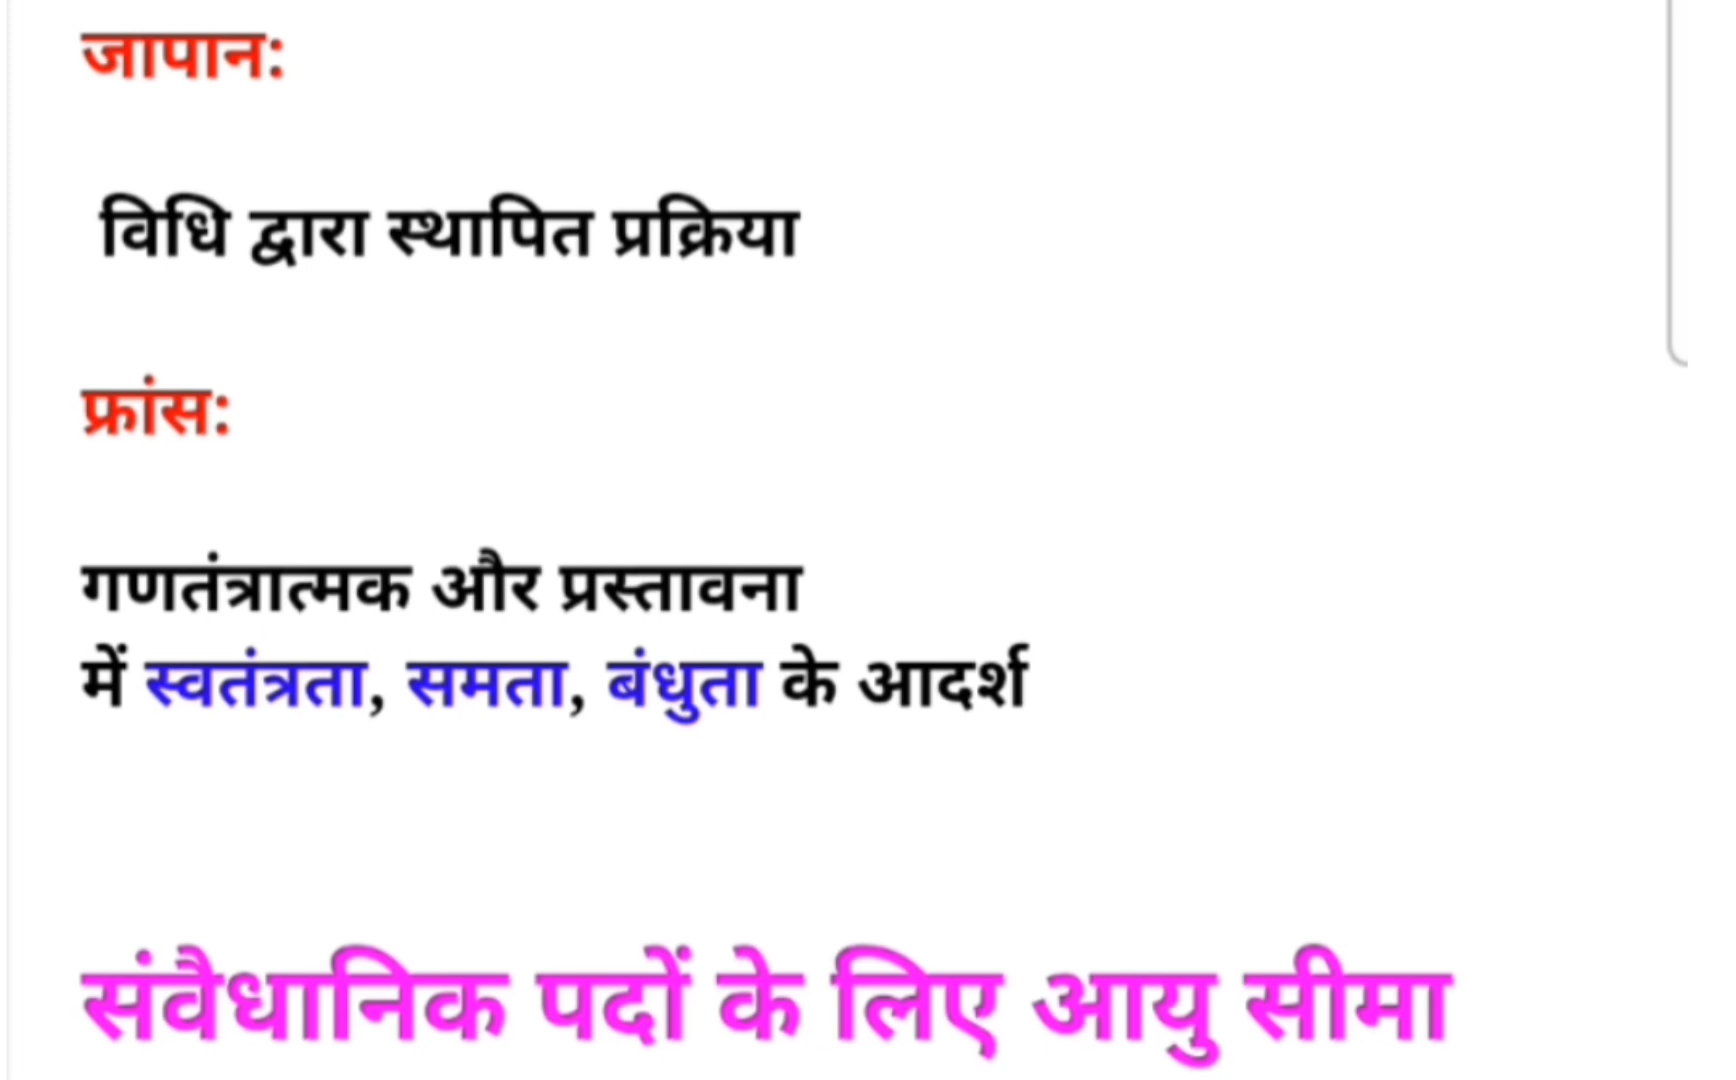 जापान:
विधि द्वारा स्थापित प्रक्रिया
फ्रांस:
गणतंत्रात्मक और प्रस्तावना
में स्वतंत्रता, समता, बंधुता के आदर्श
संवैधानिक पदों के लिए आयु सीमा